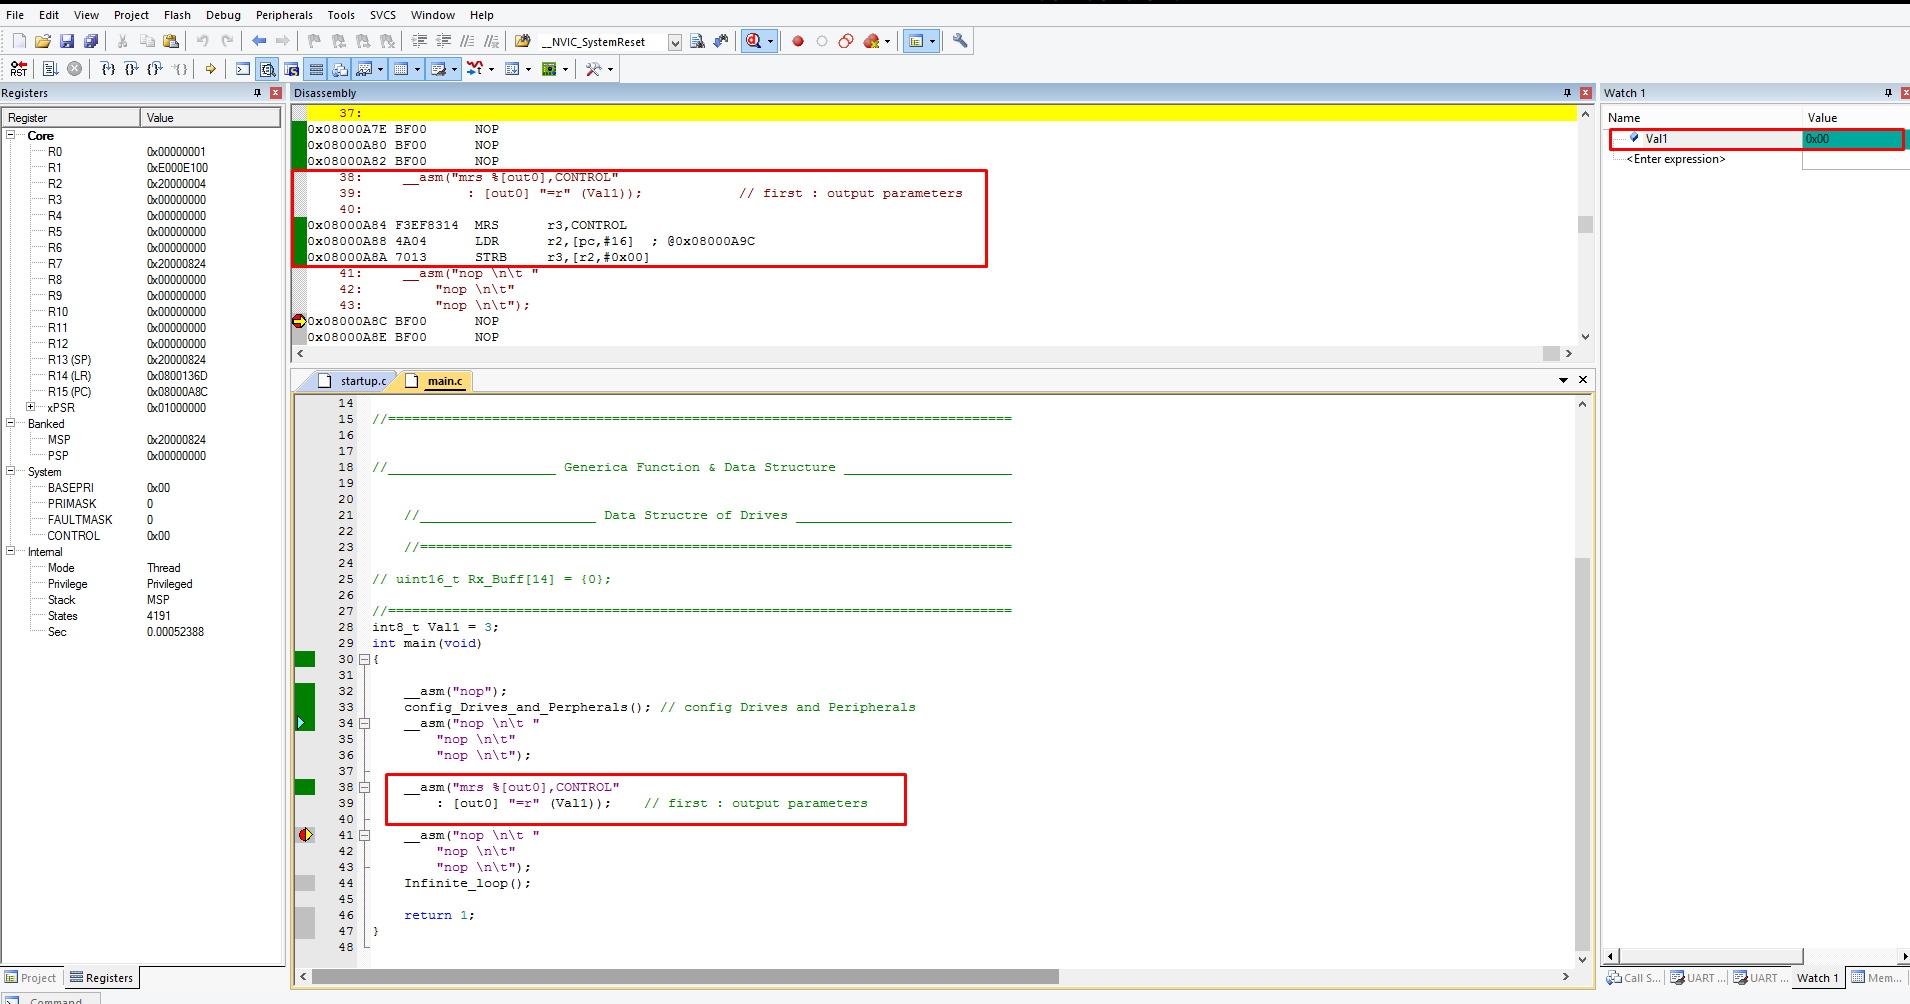 File Edit View Project Flash Debug Peripherals Tools SVCS Window Help
__NVIC_SystemReset
RST
Registers
Register Value
Core
R0 0x00000001
R1 0xE000E100
R2 0x20000004
R3 0x00000000
R4 0x00000000
R5 0x00000000
R6 0x00000000
R7 0x20000824
R8 0x00000000
R9 0x00000000
R10 0x00000000
R11 0x00000000
R12 0x00000000
R13 (SP) 0x20000824
R14 (LR) 0x0800136D
R15 (PC) 0x08000A8C
xPSR 0x01000000
Banked
MSP 0x20000824
PSP 0x00000000
System
BASEPRI 0x00
PRIMASK 0
FAULTMASK 0
CONTROL 0x00
Internal
Mode Thread
Privilege Privileged
Stack MSP
States 4191
Sec 0.00052388
Project Registers
Command
Disassembly
37:
0x08000A7E BF00 NOP
0x08000A80 BF00 NOP
0x08000A82 BF00 NOP
38: __asm("mrs %[out0],CONTROL"
39: : [out0] "=r" (Val1)); // first : output parameters
40:
0x08000A84 F3EF8314 MRS r3,CONTROL
0x08000A88 4A04 LDR r2,[pc,#16] ; @0x08000A9C
0x08000A8A 7013 STRB r3,[r2,#0x00]
41: __asm("nop \n\t "
42: "nop \n\t"
43: "nop \n\t");
0x08000A8C BF00 NOP
0x08000A8E BF00 NOP
startup.c main.c
14
15 //==============================================================================
16
17
18 //_____________________ Generica Function & Data Structure _____________________
19
20
21 //______________________ Data Structre of Drives ___________________________
22
23 //==========================================================================
24
25 // uint16_t Rx_Buff[14] = {0};
26
27 //==============================================================================
28 int8_t Val1 = 3;
29 int main(void)
30 {
31
32 __asm("nop");
33 config_Drives_and_Perpherals(); // config Drives and Peripherals
34 __asm("nop \n\t "
35 "nop \n\t"
36 "nop \n\t");
37
38 __asm("mrs %[out0],CONTROL"
39 : [out0] "=r" (Val1)); // first : output parameters
40
41 __asm("nop \n\t "
42 "nop \n\t"
43 "nop \n\t");
44 Infinite_loop();
45
46 return 1;
47 }
48
Watch 1
Name Value
Val1 0x00
<Enter expression>
Call S... UART ... UART ... Watch 1 Mem...